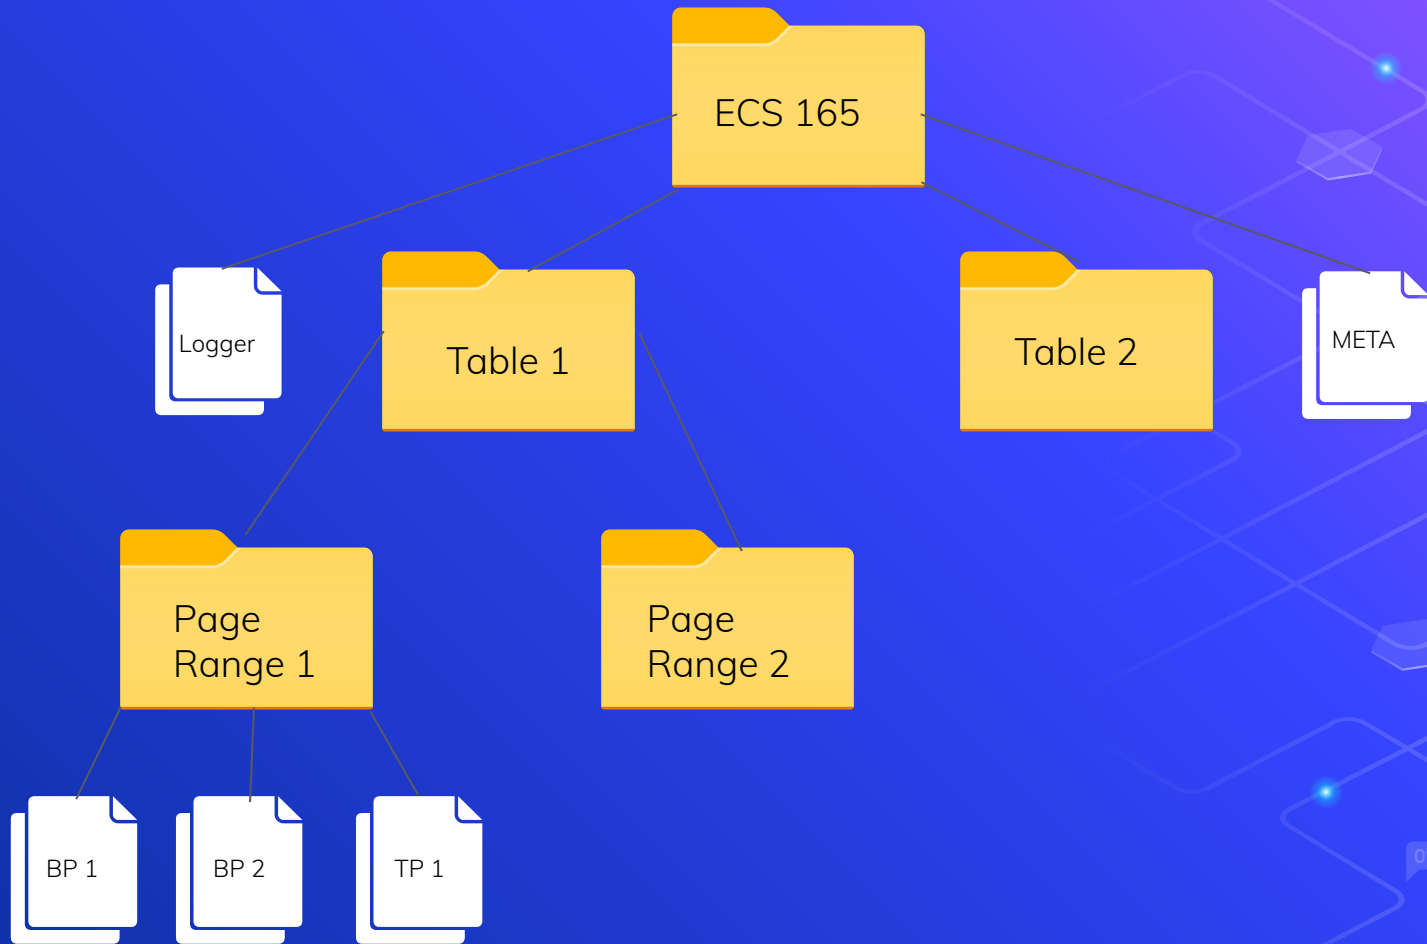 ECS 165
Logger
Table 1
Table 2
META
Page
Range 1
Page
Range 2
BP 1
BP 2
TP 1
0